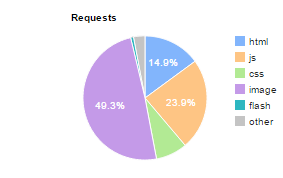 Requests
html
14.9%
js
css
image
49.3%
23.9%
flash
other